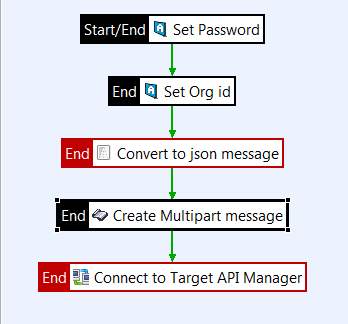 Start/End Set Password
End Set Org id
End Convert to json message
End Create Multipart message
End Connect to Target API Manager